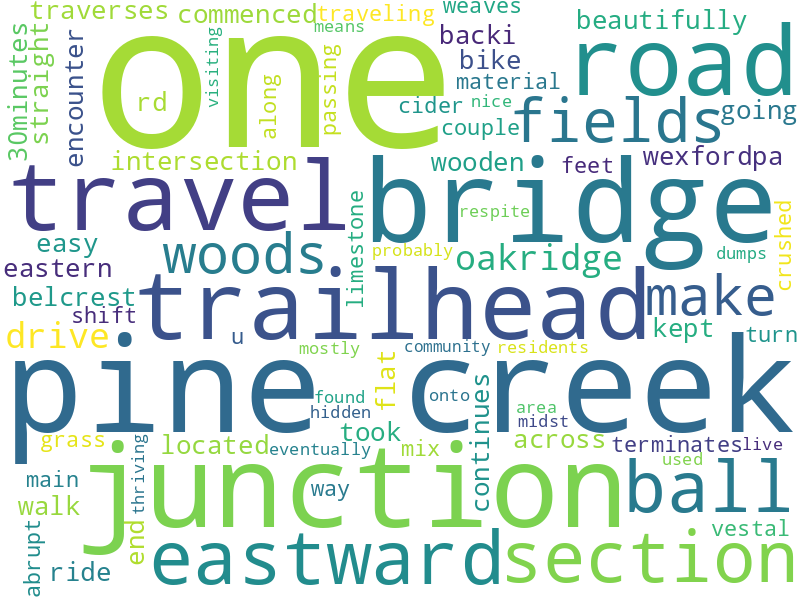 traverses commenced traveling weaves
means beautifully
one backi road
30minutes straight encounter rd visiting along passing bike
material
cider nice fields going
couple
intersection wooden feet wexfordpa
travel bridge
limestone respite crushed
easy woods probably oakridge dumps
eastern
belcrest trailhead make
shift
drive u kept turn
mostly community residents
pine creek
flat onto
found area
hidden midst
grass located took continues across terminates live
eventually mix used
thriving junction
main way ball
walk vestal
abrupt end
ride eastward section